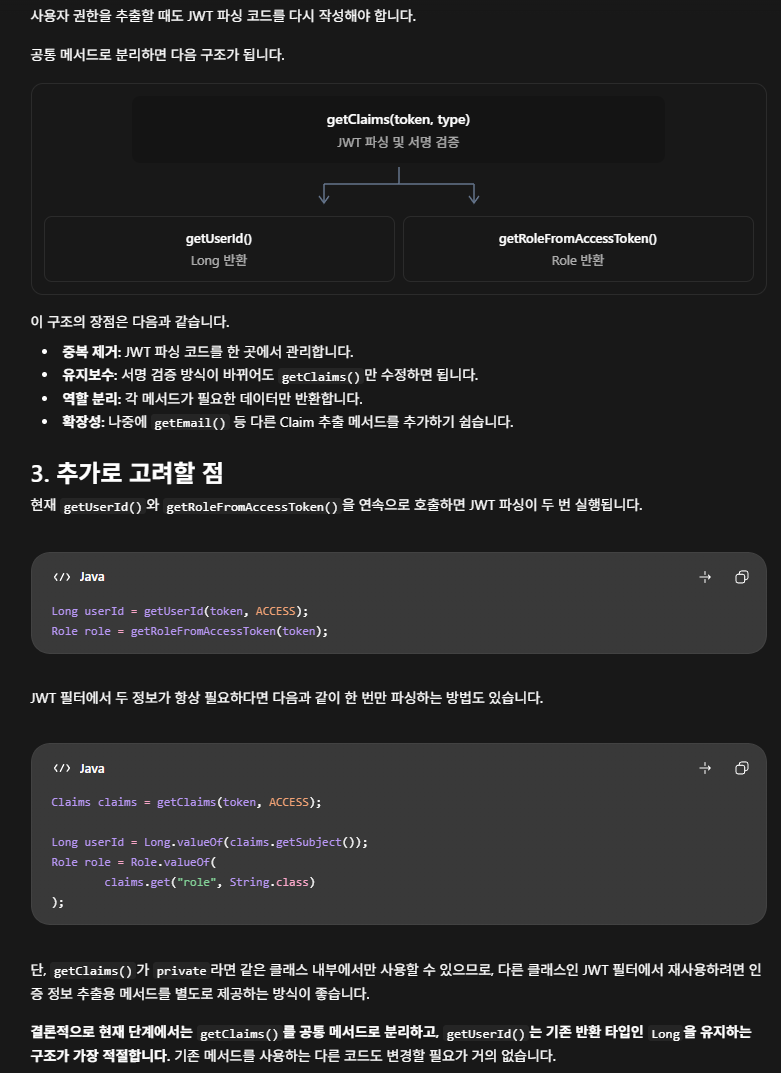 사용자 권한을 추출할 때도 JWT 파싱 코드를 다시 작성해야 합니다.
공통 메서드로 분리하면 다음 구조가 됩니다.
getClaims(token, type)
JWT 파싱 및 서명 검증
getUserId()
Long 반환
getRoleFromAccessToken()
Role 반환
이 구조의 장점은 다음과 같습니다.
• 중복 제거: JWT 파싱 코드를 한 곳에서 관리합니다.
• 유지보수: 서명 검증 방식이 바뀌어도 getClaims() 만 수정하면 됩니다.
• 역할 분리: 각 메서드가 필요한 데이터만 반환합니다.
• 확장성: 나중에 getEmail() 등 다른 Claim 추출 메서드를 추가하기 쉽습니다.
3. 추가로 고려할 점
현재 getUserId() 와 getRoleFromAccessToken() 을 연속으로 호출하면 JWT 파싱이 두 번 실행됩니다.
</> Java
Long userId = getUserId(token, ACCESS);
Role role = getRoleFromAccessToken(token);
JWT 필터에서 두 정보가 항상 필요하다면 다음과 같이 한 번만 파싱하는 방법도 있습니다.
</> Java
Claims claims = getClaims(token, ACCESS);
Long userId = Long.valueOf(claims.getSubject());
Role role = Role.valueOf(
        claims.get("role", String.class)
);
단, getClaims() 가 private 라면 같은 클래스 내부에서만 사용할 수 있으므로, 다른 클래스인 JWT 필터에서 재사용하려면 인
증 정보 추출용 메서드를 별도로 제공하는 방식이 좋습니다.
결론적으로 현재 단계에서는 getClaims() 를 공통 메서드로 분리하고, getUserId() 는 기존 반환 타입인 Long 을 유지하는
구조가 가장 적절합니다. 기존 메서드를 사용하는 다른 코드도 변경할 필요가 거의 없습니다.